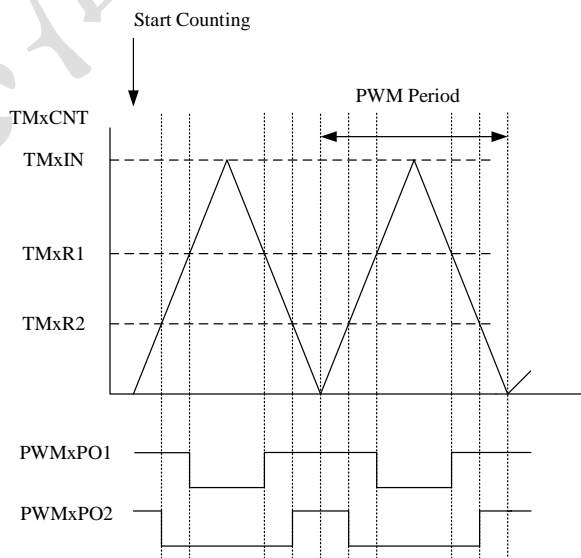 Start Counting
PWM Period
TMxCNT
TMxIN
TMxR1
TMxR2
PWMxPO1
PWMxPO2